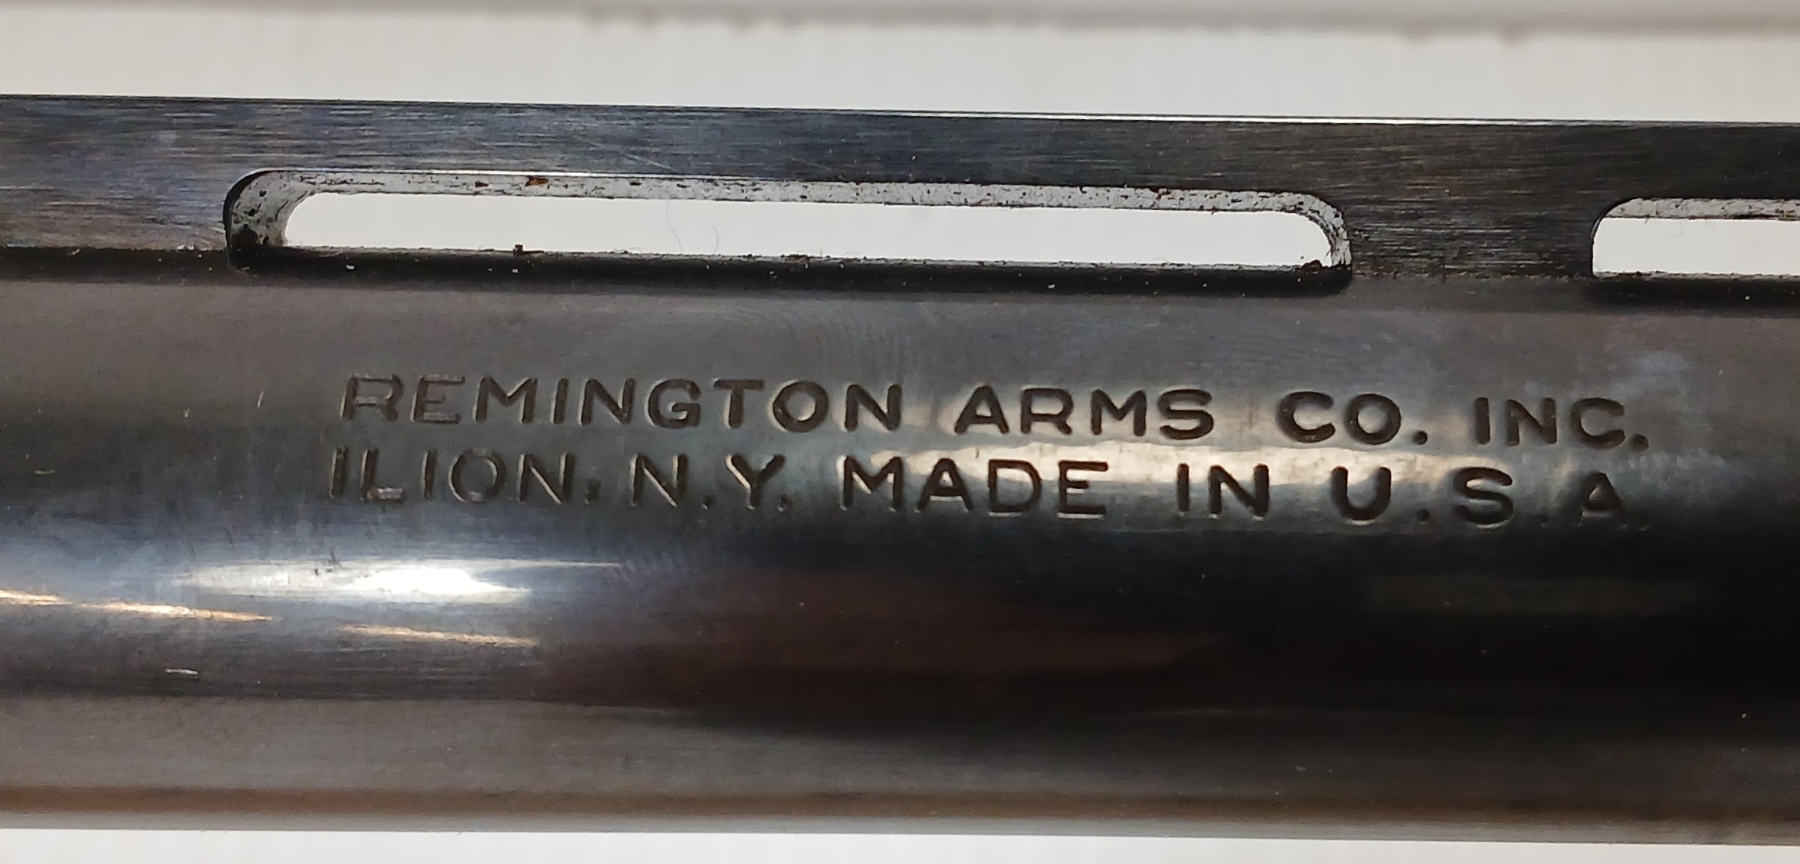 REMINGTON ARMS CO. INC.
ILION, N.Y. MADE IN U.S.A.